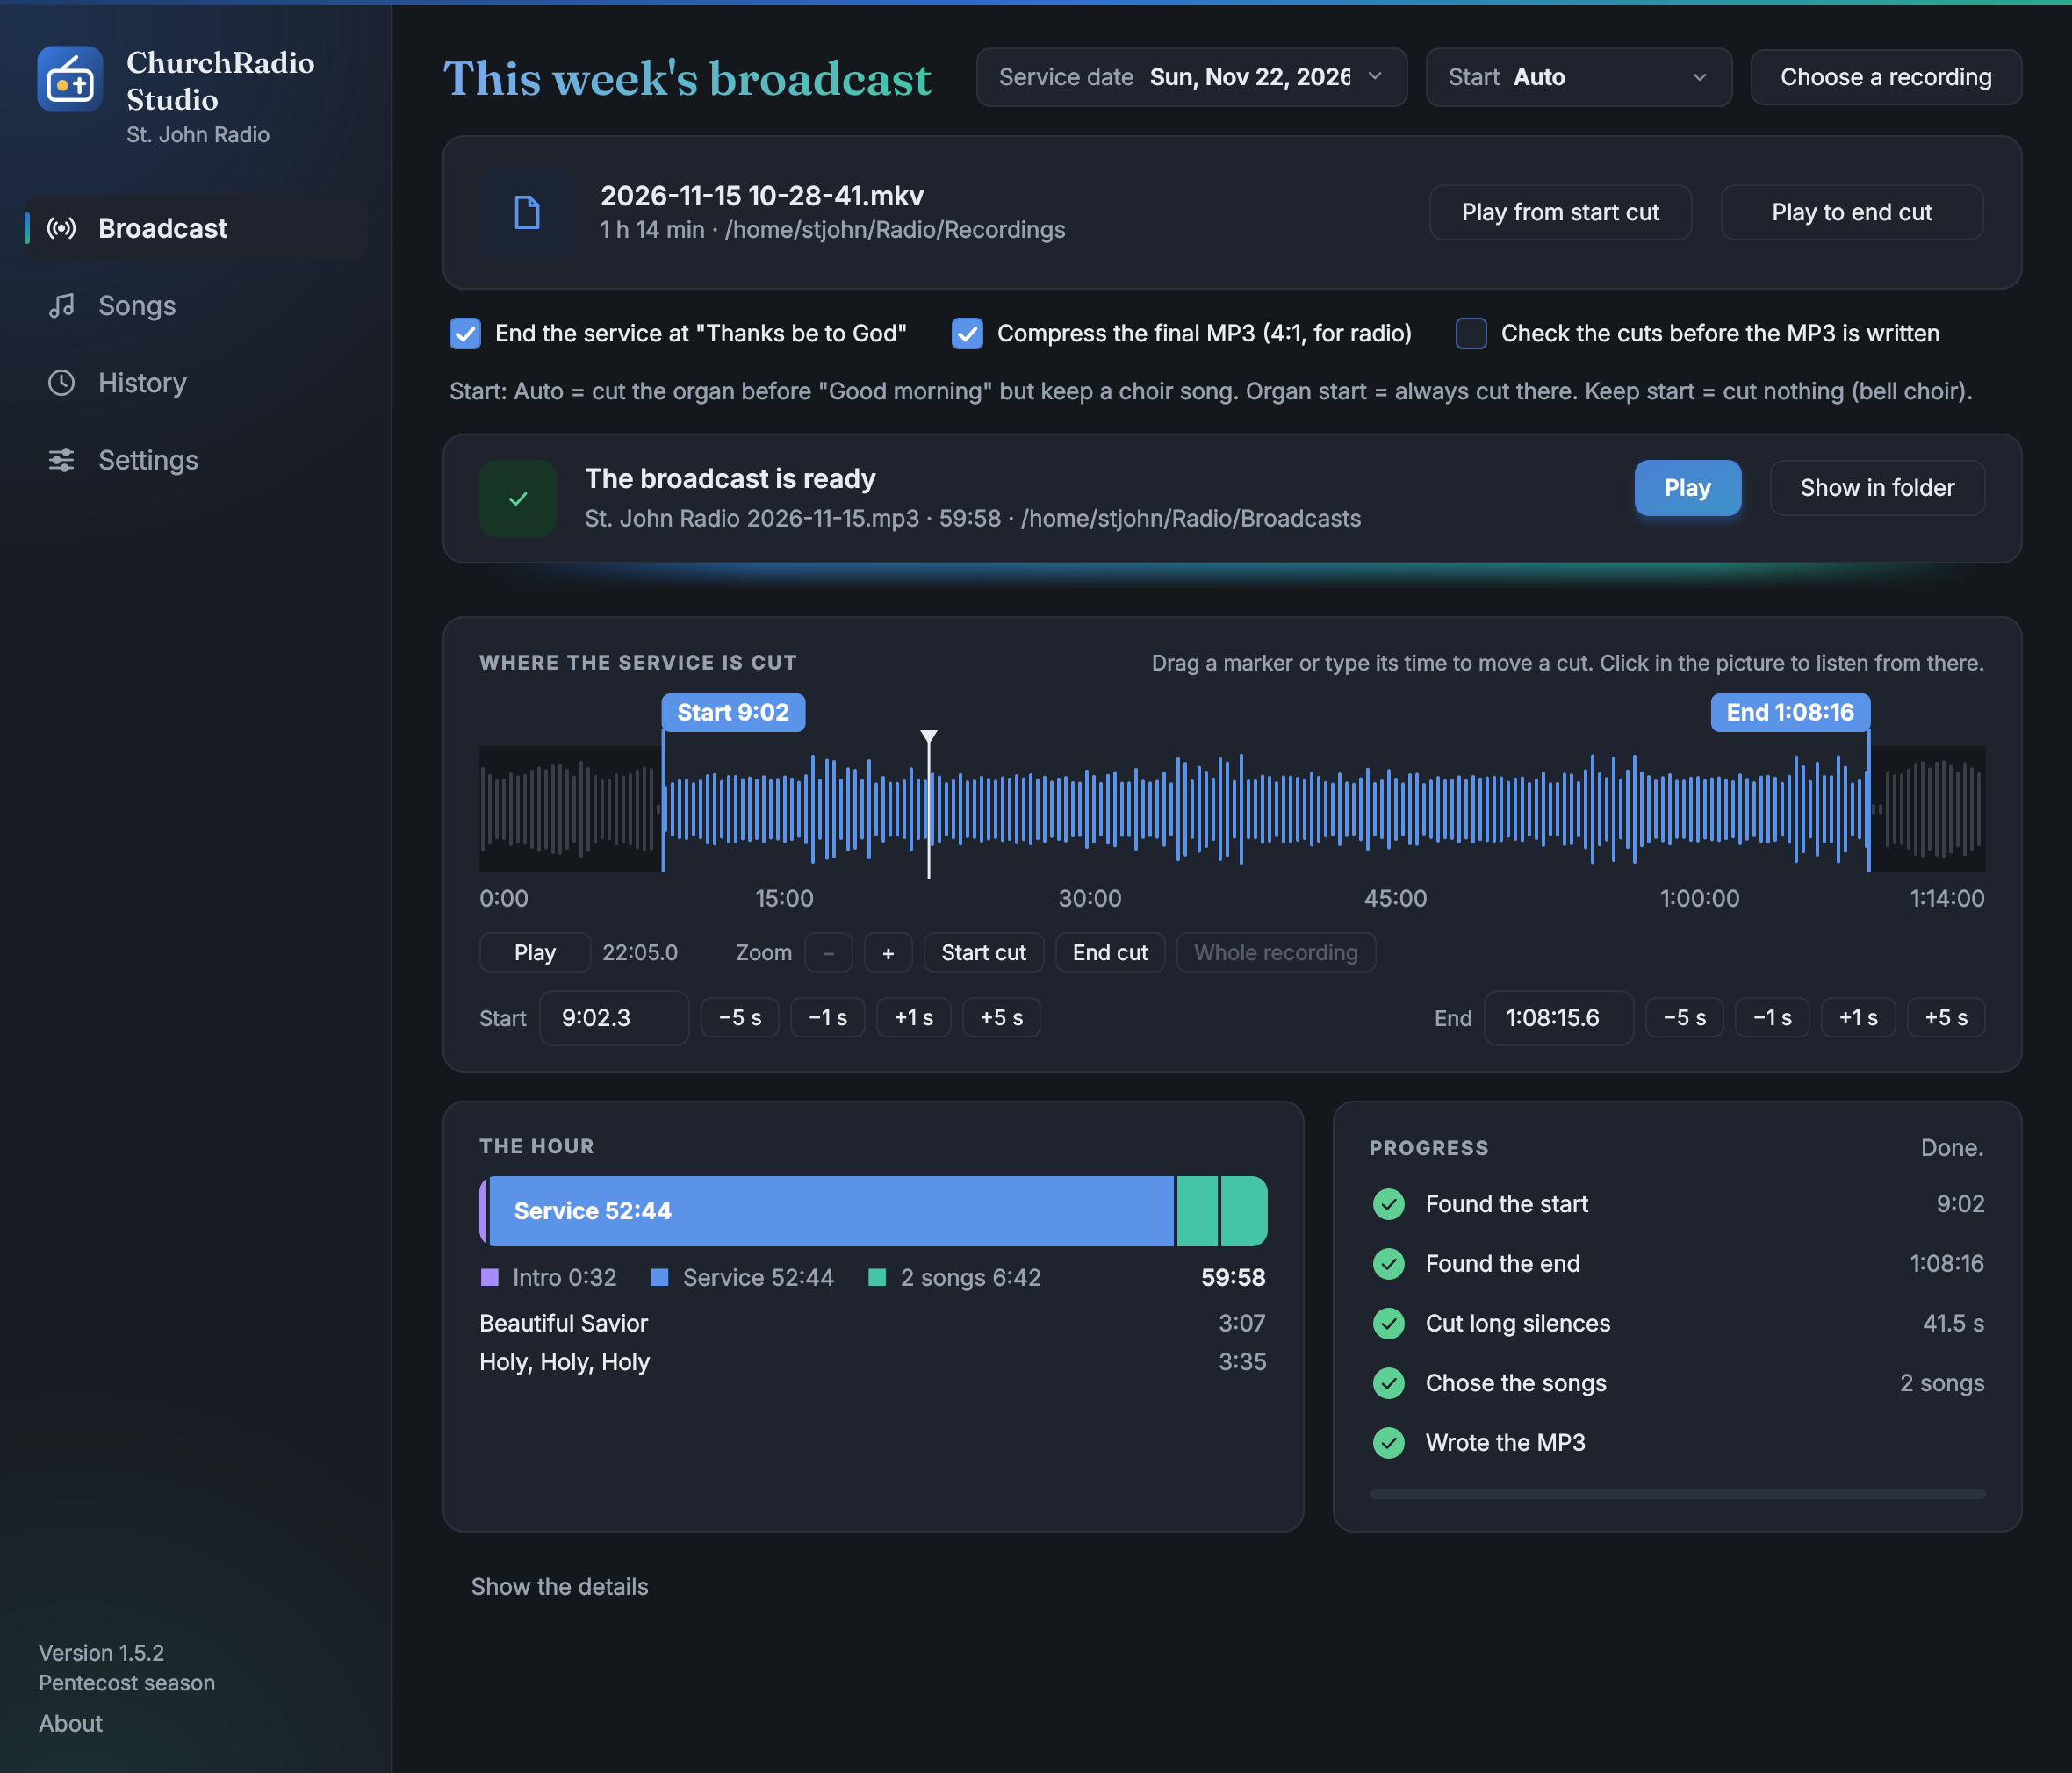 ChurchRadio
Studio
St. John Radio
Broadcast
Songs
History
Settings
Version 1.5.2
Pentecost season
About
This week's broadcast
Service date Sun, Nov 22, 2026
Start Auto
Choose a recording
2026-11-15 10-28-41.mkv
1 h 14 min · /home/stjohn/Radio/Recordings
Play from start cut
Play to end cut
End the service at "Thanks be to God"
Compress the final MP3 (4:1, for radio)
Check the cuts before the MP3 is written
Start: Auto = cut the organ before "Good morning" but keep a choir song. Organ start = always cut there. Keep start = cut nothing (bell choir).
The broadcast is ready
St. John Radio 2026-11-15.mp3 · 59:58 · /home/stjohn/Radio/Broadcasts
Play
Show in folder
WHERE THE SERVICE IS CUT
Drag a marker or type its time to move a cut. Click in the picture to listen from there.
Start 9:02
End 1:08:16
0:00 15:00 30:00 45:00 1:00:00 1:14:00
Play 22:05.0 Zoom − + Start cut End cut Whole recording
Start 9:02.3 −5 s −1 s +1 s +5 s
End 1:08:15.6 −5 s −1 s +1 s +5 s
THE HOUR
Service 52:44
Intro 0:32 Service 52:44 2 songs 6:42 59:58
Beautiful Savior 3:07
Holy, Holy, Holy 3:35
PROGRESS Done.
Found the start 9:02
Found the end 1:08:16
Cut long silences 41.5 s
Chose the songs 2 songs
Wrote the MP3
Show the details